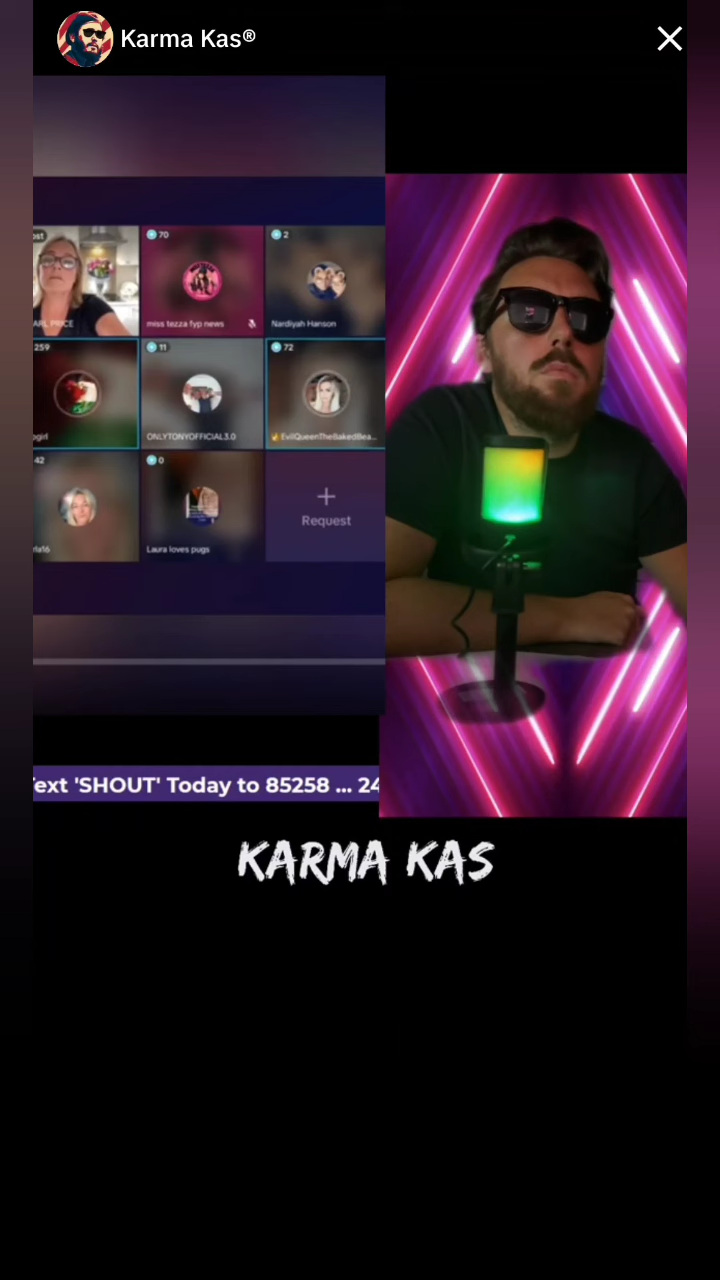 Karma Kas®
70
2
miss tezza fyp news
Nardiyah Hanson
259
11
72
ONLYTONYOFFICIAL3.0
EvilQueenTheBakedBea...
42
0
Request
Laura loves pugs
Text 'SHOUT' Today to 85258 ... 24
KARMA KAS